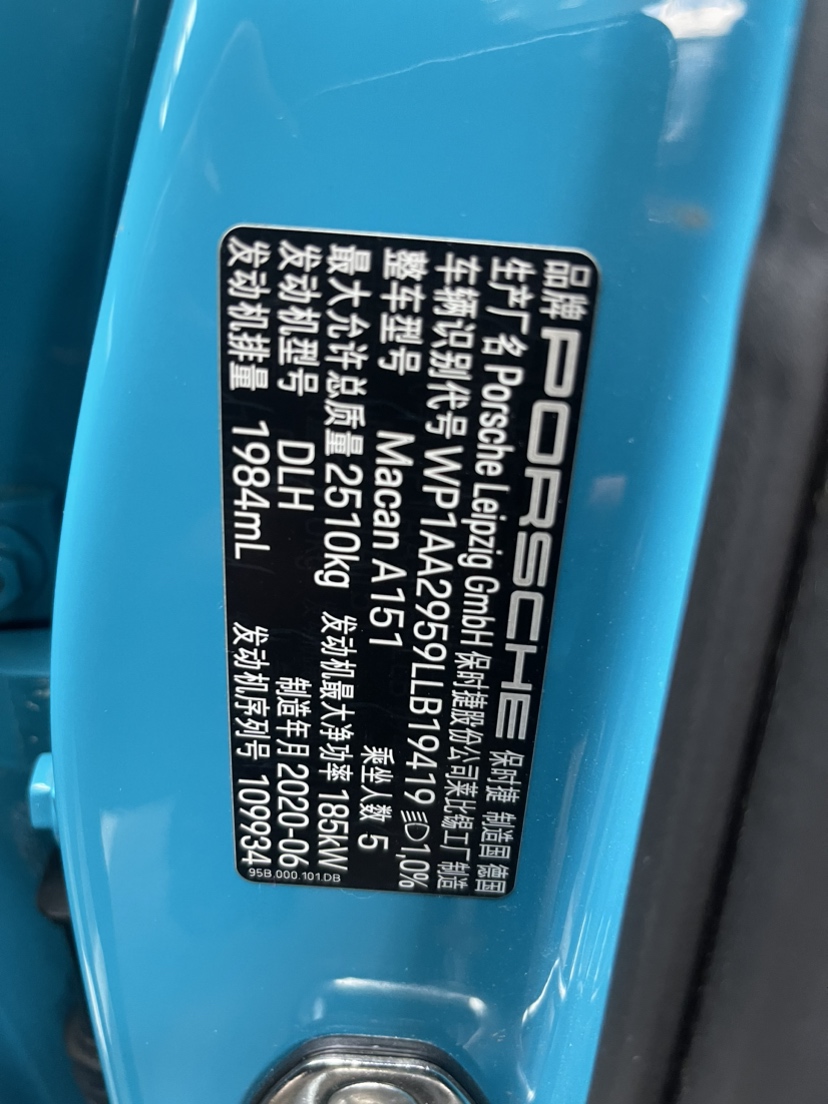 品牌 PORSCHE 保时捷 制造国 德国
生产厂名 Porsche Leipzig GmbH 保时捷股份公司莱比锡工厂制造
车辆识别代号 WP1AA2959LLB19419 1,0%
整车型号 Macan A151 乘坐人数 5
最大允许总质量 2510kg 发动机最大净功率 185kW
发动机型号 DLH 制造年月 2020-06
发动机排量 1984mL 发动机序列号 109934
95B.000.101.DB